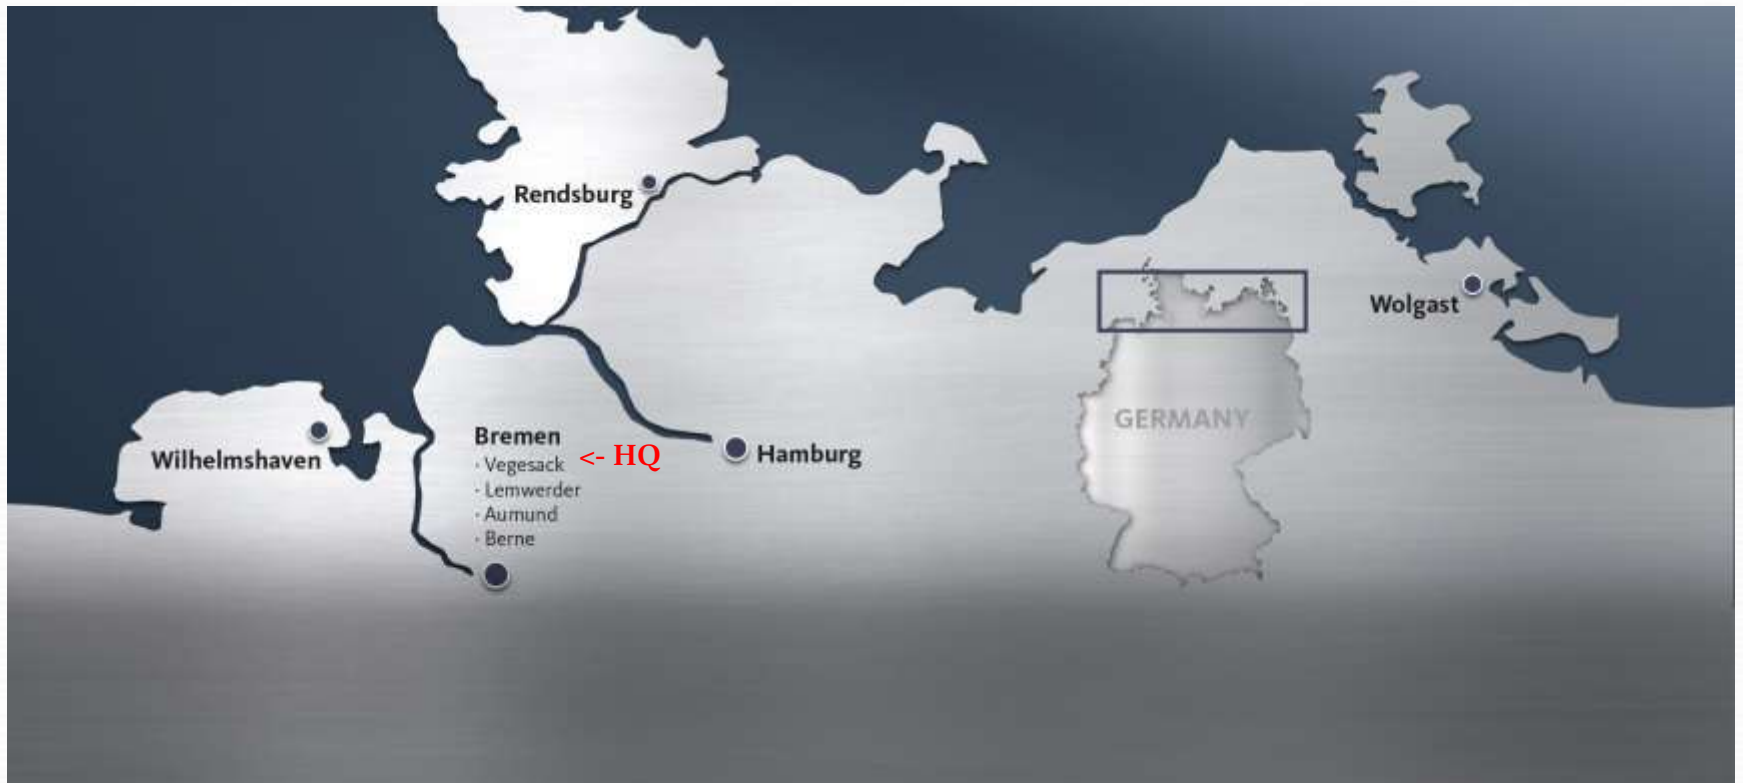 Rendsburg
Wolgast
GERMANY
Bremen
· Vegesack <- HQ
· Lemwerder
· Aumund
· Berne
Wilhelmshaven
Hamburg